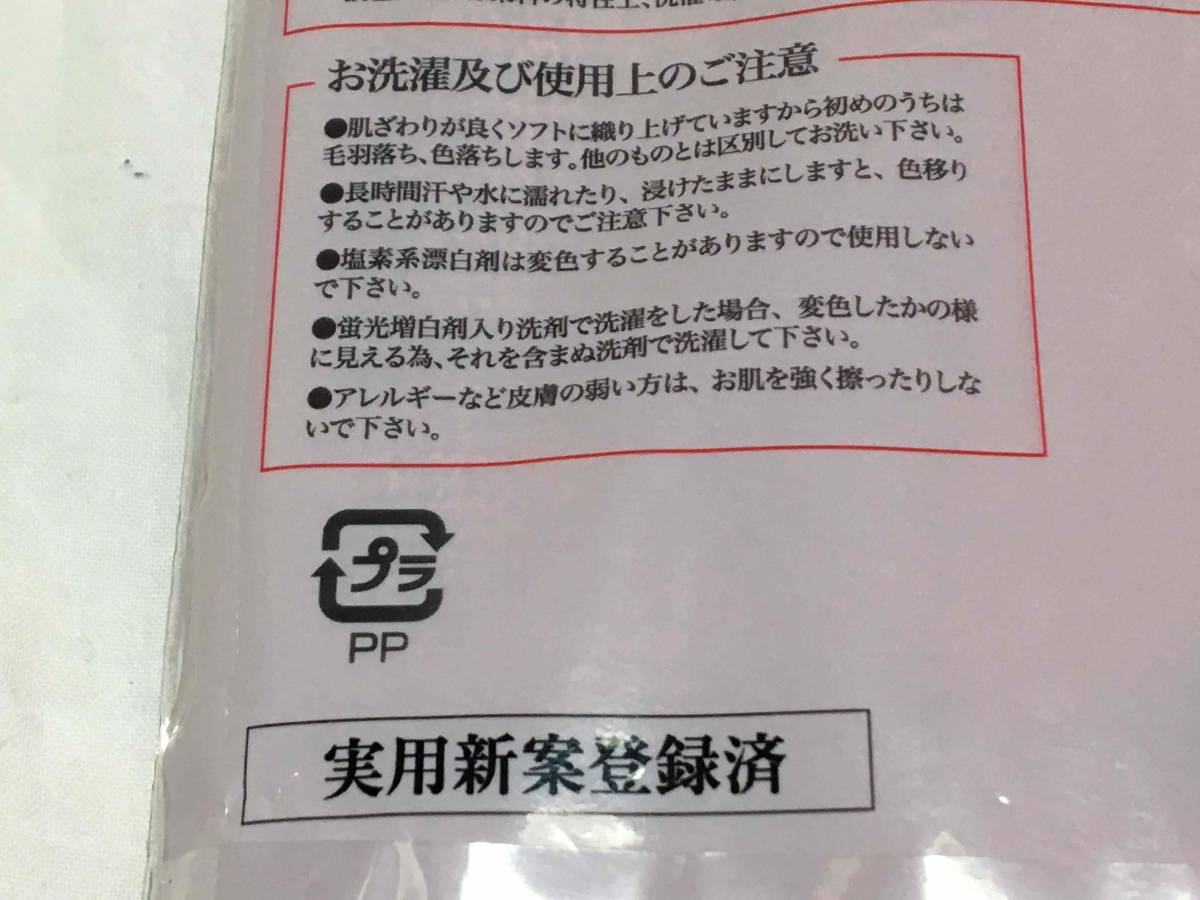 の特性上、洗濯
お洗濯及び使用上のご注意
●肌ざわりが良くソフトに織り上げていますから初めのうちは
毛羽落ち、色落ちします。他のものとは区別してお洗い下さい。
●長時間汗や水に濡れたり、浸けたままにしますと、色移り
することがありますのでご注意下さい。
●塩素系漂白剤は変色することがありますので使用しない
で下さい。
●蛍光増白剤入り洗剤で洗濯をした場合、変色したかの様
に見える為、それを含まぬ洗剤で洗濯して下さい。
●アレルギーなど皮膚の弱い方は、お肌を強く擦ったりしな
いで下さい。
プラ
PP
実用新案登録済